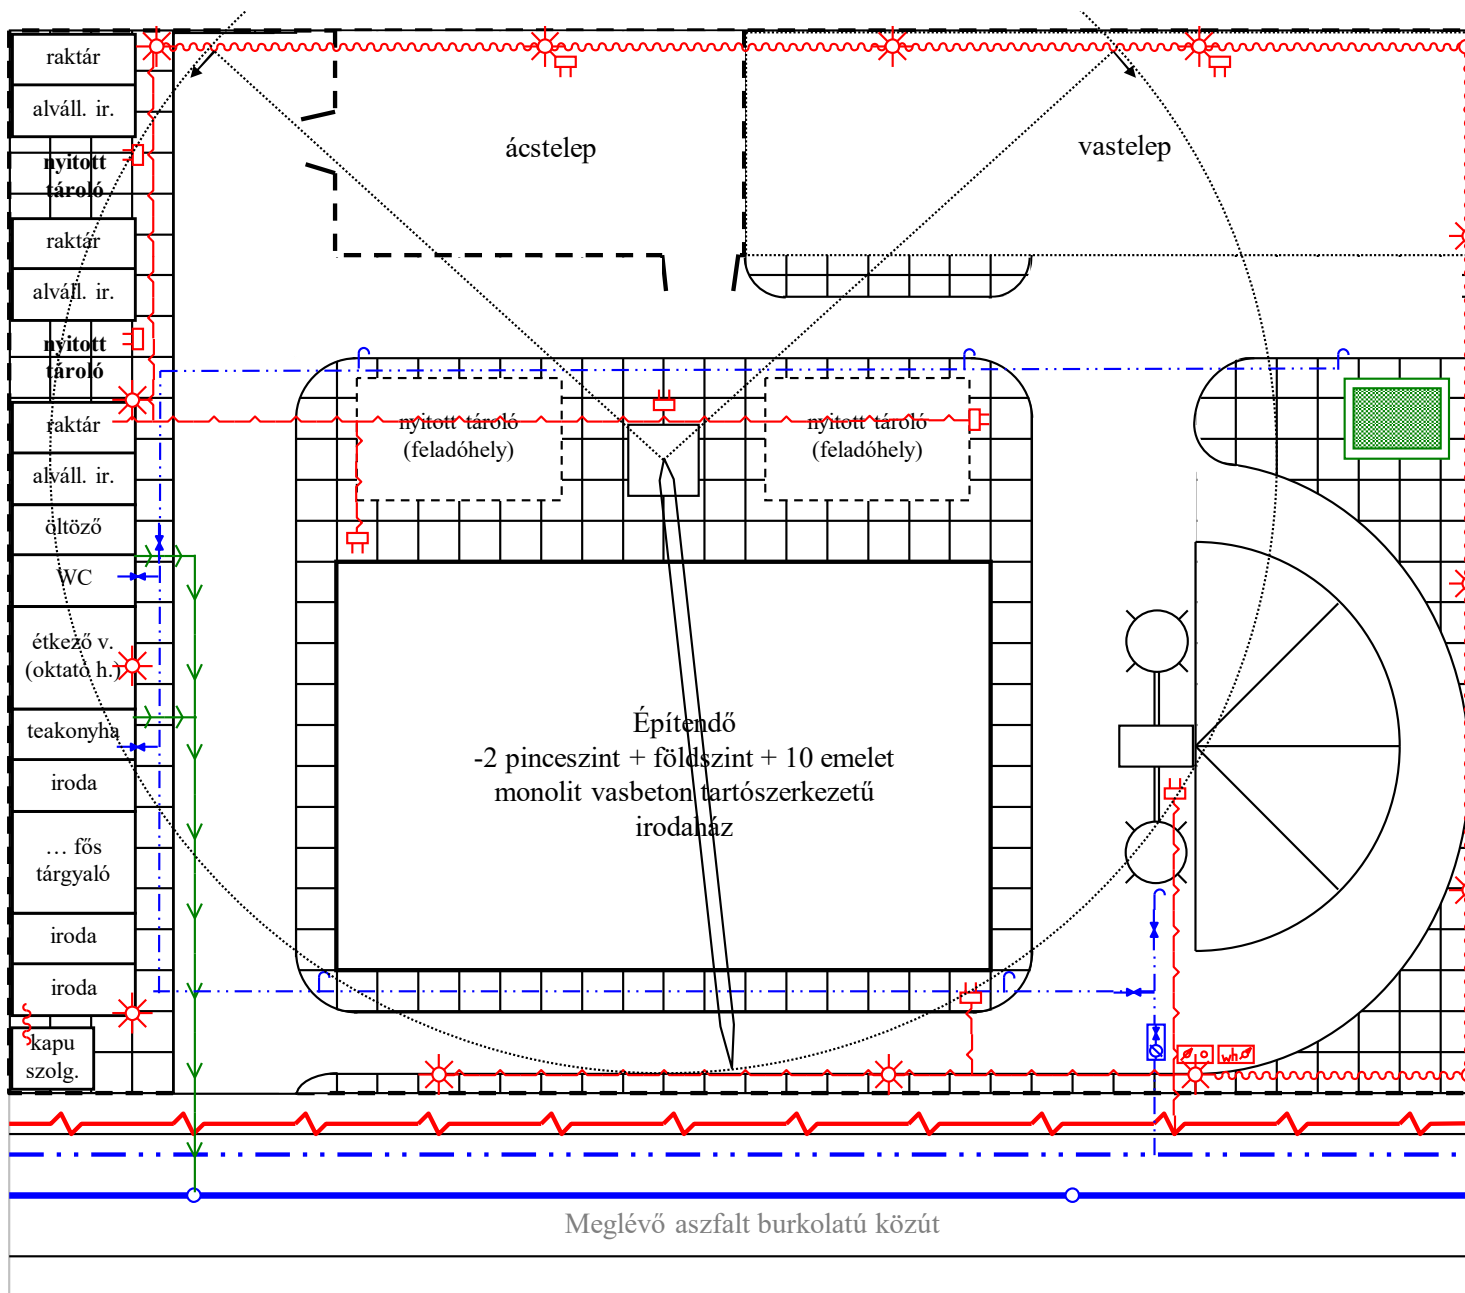 raktár
alváll. ir.
nyitott
tároló
raktár
alváll. ir.
nyitott
tároló
raktár
alváll. ir.
öltöző
WC
étkező v.
(oktató h.)
teakonyha
iroda
… fős
tárgyaló
iroda
iroda
kapu
szolg.
ácstelep
vastelep
nyitott tároló
(feladóhely)
nyitott tároló
(feladóhely)
Építendő
-2 pinceszint + földszint + 10 emelet
monolit vasbeton tartószerkezetű
irodaház
wh
Meglévő aszfalt burkolatú közút